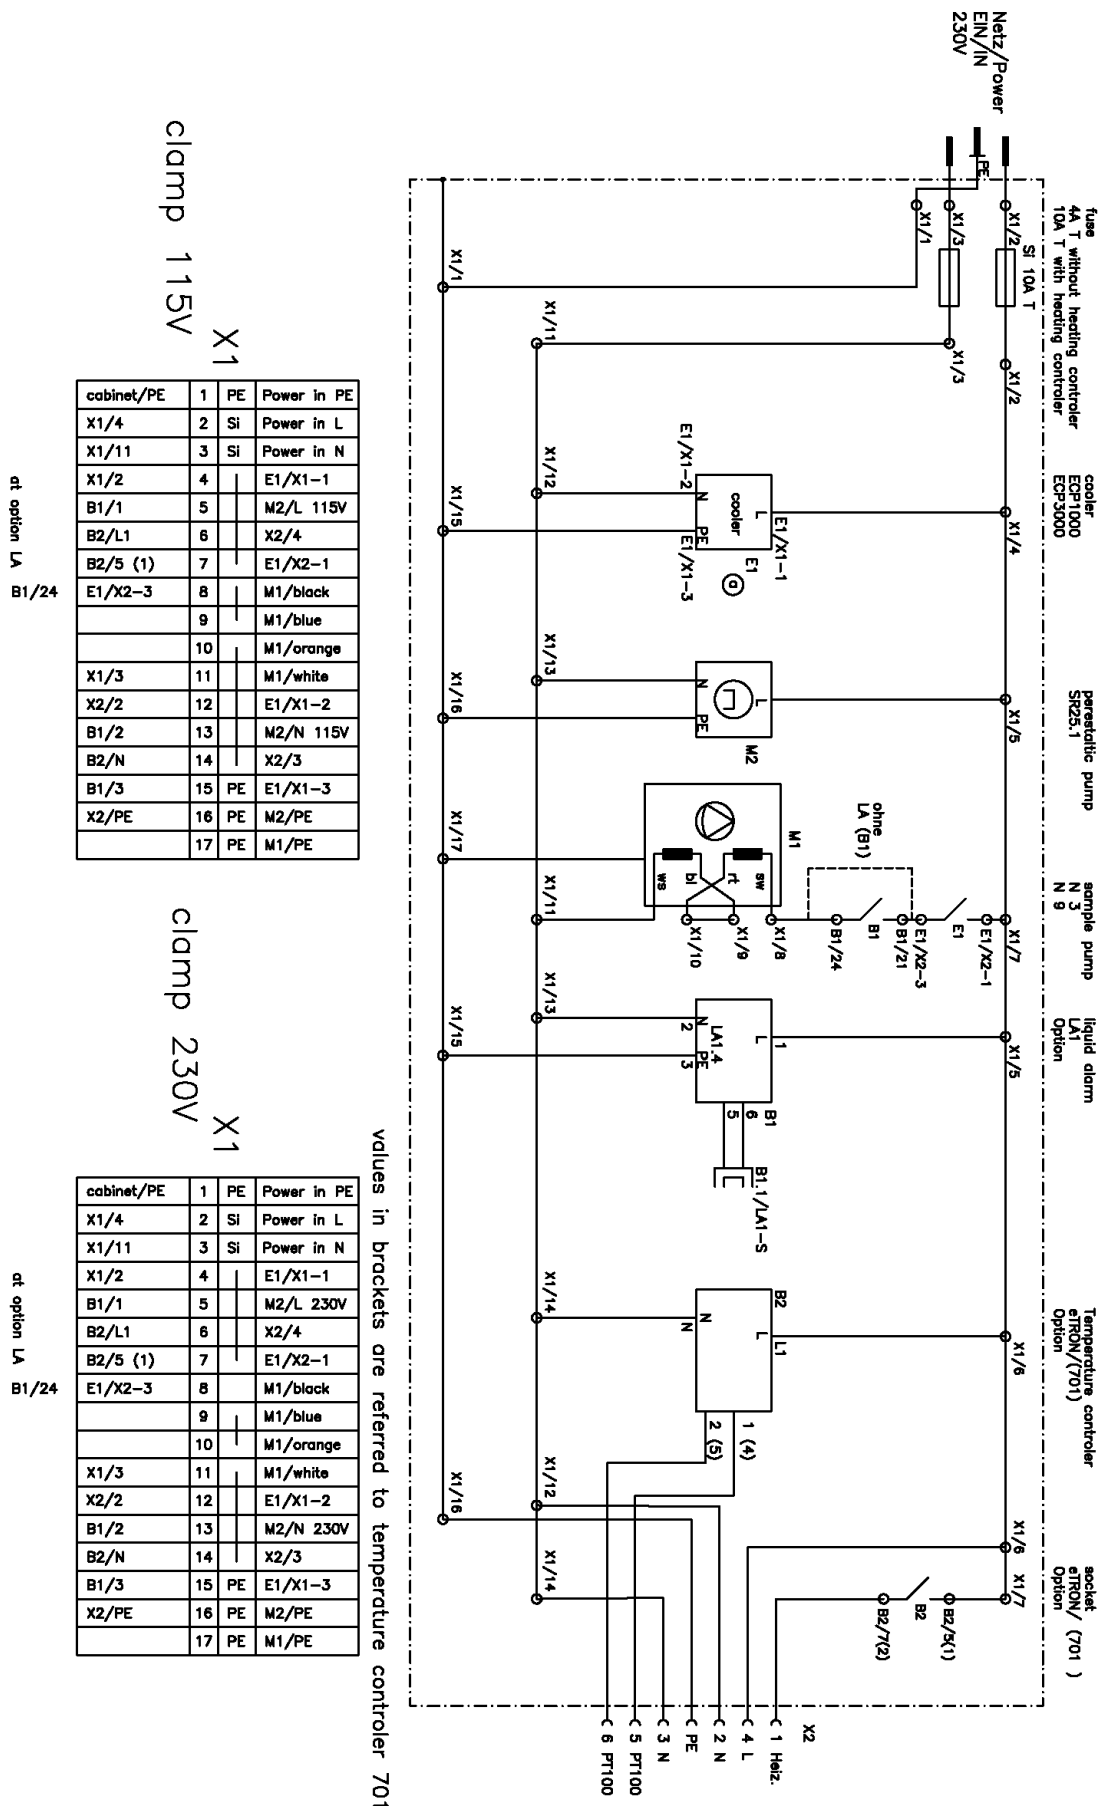 Netz/Power
EIN/IN
230V
PE
fuse
4A T without heating controler
10A T with heating controler
cooler
ECP1000
ECP3000
perestaltic pump
SR25.1
sample pump
N 3
N 9
liquid alarm
LA1
Option
Temperature controler
eTRON/(701)
Option
socket
eTRON/ (701 )
Option
X1/2
Si 10A T
X1/2
X1/4
X1/5
X1/7
X1/5
X1/6
X1/6
X1/7
X1/3
X1/3
X1/1
E1/X1-1
L
cooler
N
PE
E1
a
E1/X1-2
E1/X1-3
L
N
PE
M2
M1
sw
rt
bl
ws
ohne
LA (B1)
E1/X2-1
E1
E1/X2-3
B1/21
B1
B1/24
X1/8
X1/9
X1/10
1
L
N
2
LA1.4
PE
3
B1
6
5
B1.1/LA1-S
B2
L1
L
N
N
1 (4)
2 (5)
B2/5(1)
B2
B2/7(2)
X1/11
X1/12
X1/13
X1/11
X1/13
X1/14
X1/12
X1/14
X1/1
X1/15
X1/16
X1/17
X1/15
X1/16
X2
1 Heiz.
4 L
2 N
PE
3 N
5 PT100
6 PT100
values in brackets are referred to temperature controler 701
clamp 115V
X1
cabinet/PE 1 PE Power in PE
X1/4 2 Si Power in L
X1/11 3 Si Power in N
X1/2 4 E1/X1-1
B1/1 5 M2/L 115V
B2/L1 6 X2/4
B2/5 (1) 7 E1/X2-1
at option LA B1/24 E1/X2-3 8 M1/black
9 M1/blue
10 M1/orange
X1/3 11 M1/white
X2/2 12 E1/X1-2
B1/2 13 M2/N 115V
B2/N 14 X2/3
B1/3 15 PE E1/X1-3
X2/PE 16 PE M2/PE
17 PE M1/PE
clamp 230V
X1
cabinet/PE 1 PE Power in PE
X1/4 2 Si Power in L
X1/11 3 Si Power in N
X1/2 4 E1/X1-1
B1/1 5 M2/L 230V
B2/L1 6 X2/4
B2/5 (1) 7 E1/X2-1
at option LA B1/24 E1/X2-3 8 M1/black
9 M1/blue
10 M1/orange
X1/3 11 M1/white
X2/2 12 E1/X1-2
B1/2 13 M2/N 230V
B2/N 14 X2/3
B1/3 15 PE E1/X1-3
X2/PE 16 PE M2/PE
17 PE M1/PE